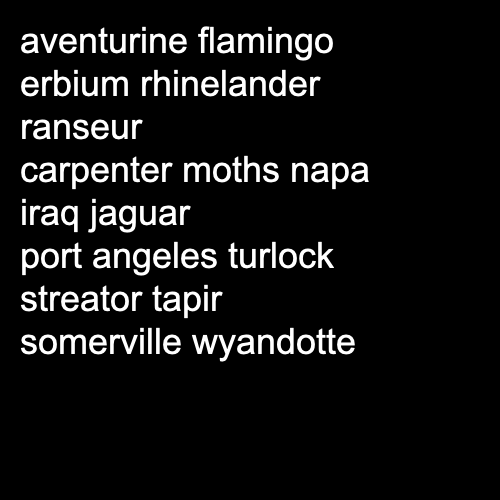 aventurine flamingo
erbium rhinelander
ranseur
carpenter moths napa
iraq jaguar
port angeles turlock
streator tapir
somerville wyandotte